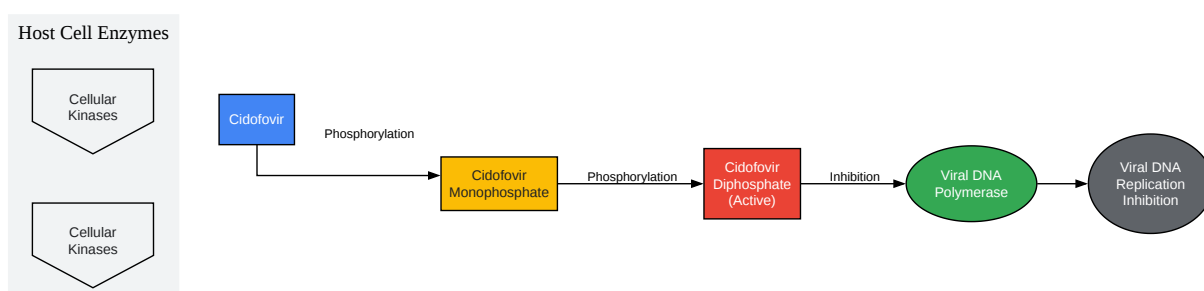 Host Cell Enzymes
Cellular
Kinases
Cellular
Kinases
Cidofovir
Phosphorylation
Cidofovir
Monophosphate
Phosphorylation
Cidofovir
Diphosphate
(Active)
Inhibition
Viral DNA
Polymerase
Viral DNA
Replication
Inhibition